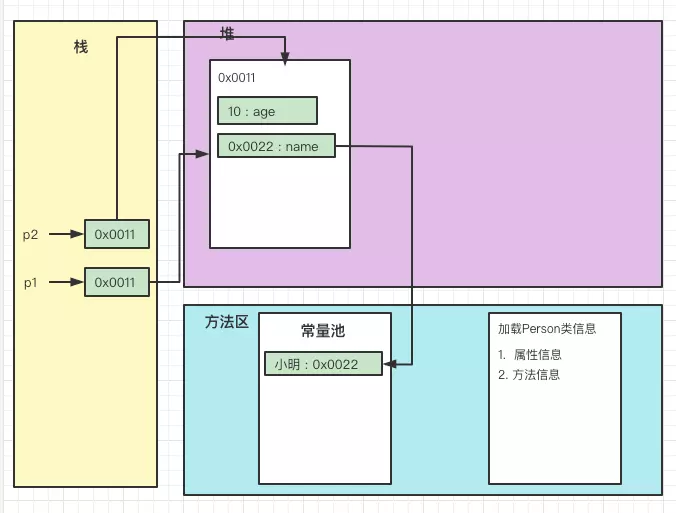 栈
堆
0x0011
10：age
0x0022：name
p2
0x0011
p1
0x0011
方法区
常量池
小明：0x0022
加载Person类信息
1. 属性信息
2. 方法信息